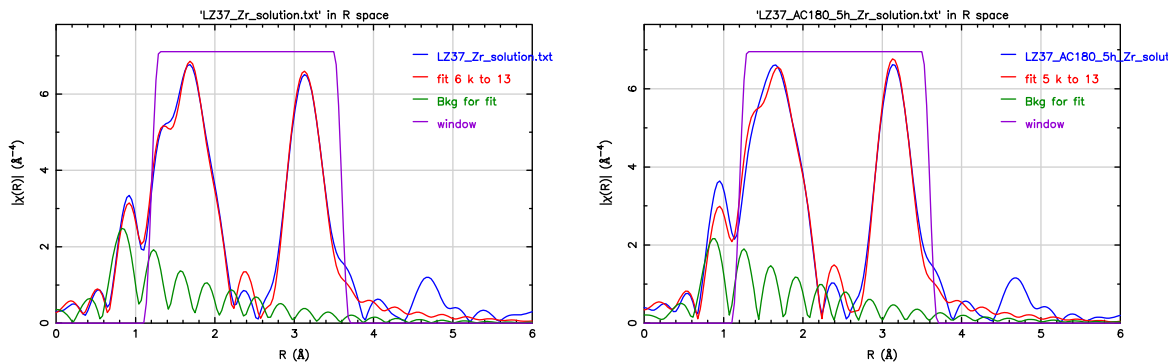 'LZ37_Zr_solution.txt' in R space
LZ37_Zr_solution.txt
fit 6 k to 13
Bkg for fit
window
|χ(R)| (Å⁻⁴)
6
4
2
0
0 1 2 3 4 5 6
R (Å)
'LZ37_AC180_5h_Zr_solution.txt' in R space
LZ37_AC180_5h_Zr_solut
fit 5 k to 13
Bkg for fit
window
|χ(R)| (Å⁻⁴)
6
4
2
0
0 1 2 3 4 5 6
R (Å)